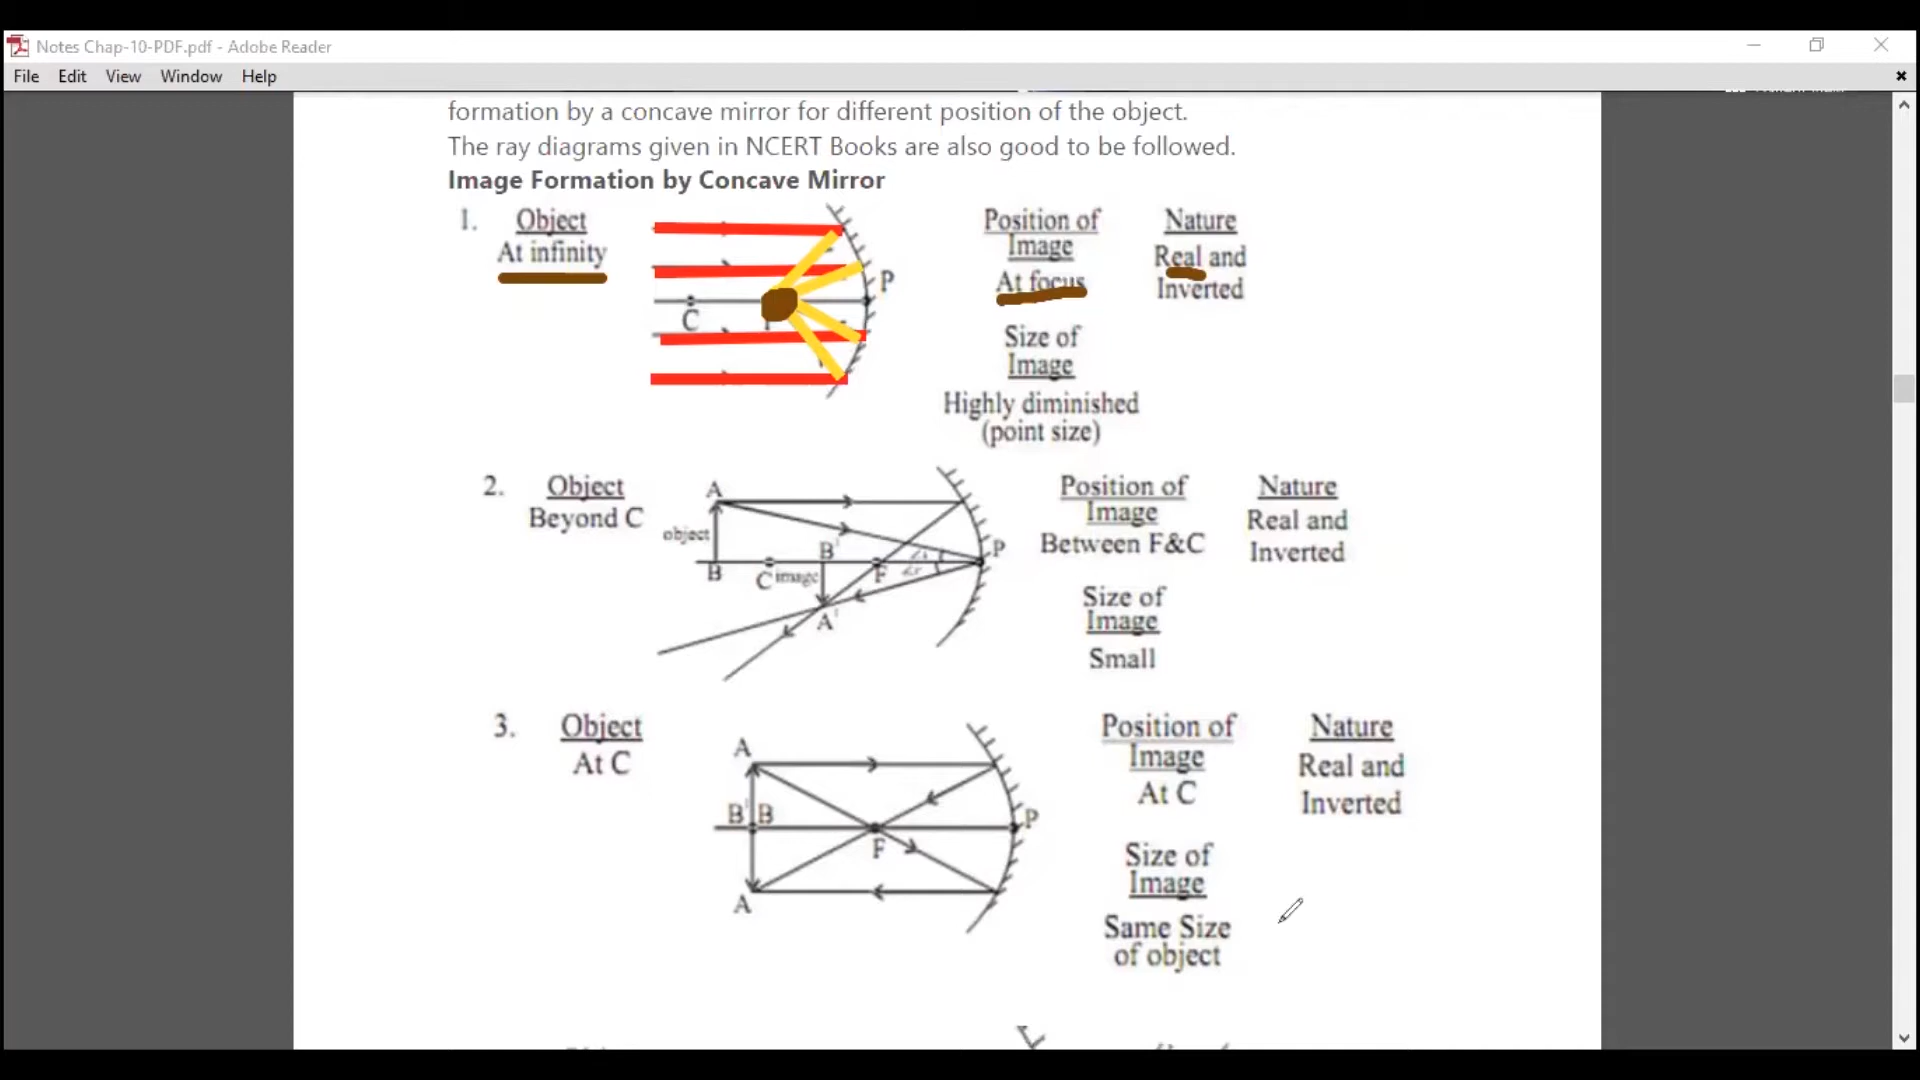 Notes Chap-10-PDF.pdf - Adobe Reader
File Edit View Window Help
formation by a concave mirror for different position of the object.
The ray diagrams given in NCERT Books are also good to be followed.
Image Formation by Concave Mirror
1.
Object
At infinity
C
P
Position of
Image
At focus
Nature
Real and
Inverted
Size of
Image
Highly diminished
(point size)
2.
Object
Beyond C
A
object
B
C
image
B'
A'
F
∠i
∠r
P
Position of
Image
Between F&C
Nature
Real and
Inverted
Size of
Image
Small
3.
Object
At C
A
B' B
F
P
A
Position of
Image
At C
Nature
Real and
Inverted
Size of
Image
Same Size
of object